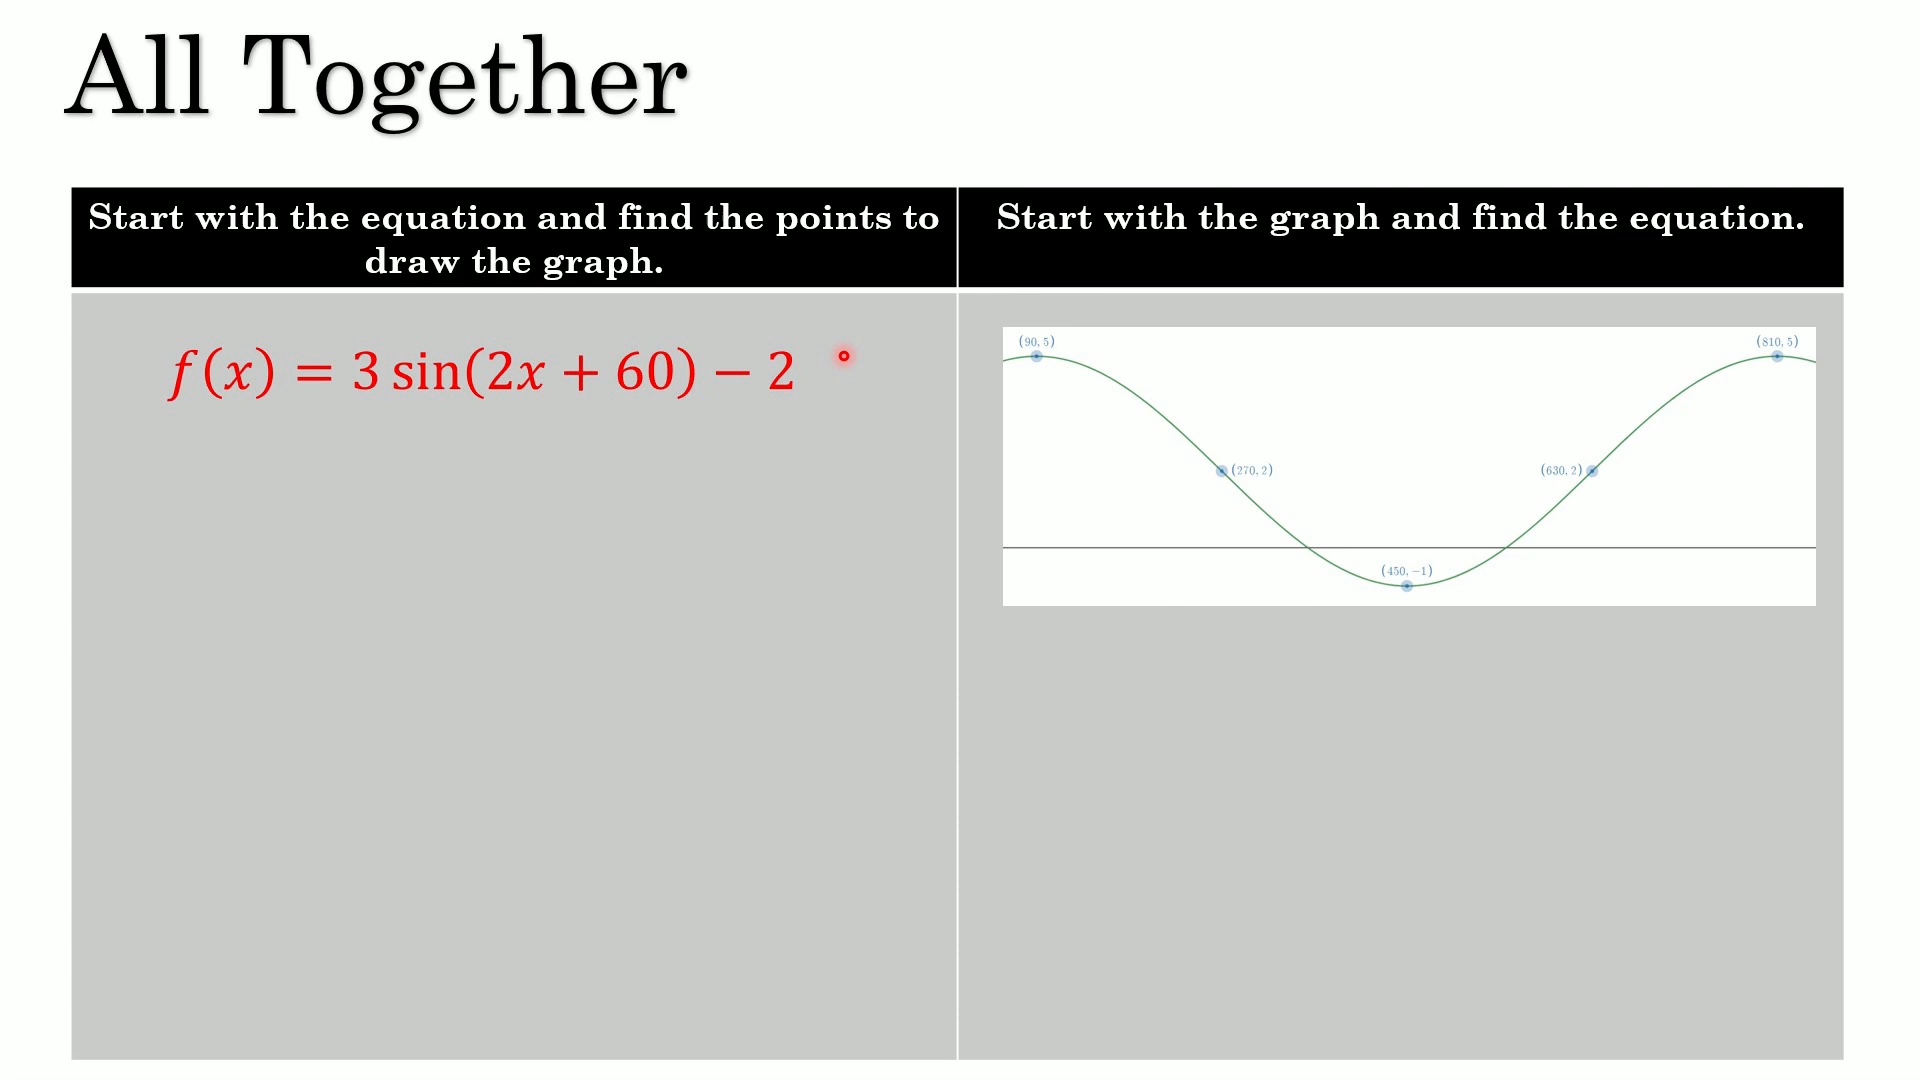 All Together
Start with the equation and find the points to
draw the graph.
f(x) = 3 sin(2x + 60) − 2
Start with the graph and find the equation.
(90, 5)
(810, 5)
(270, 2)
(630, 2)
(450, −1)